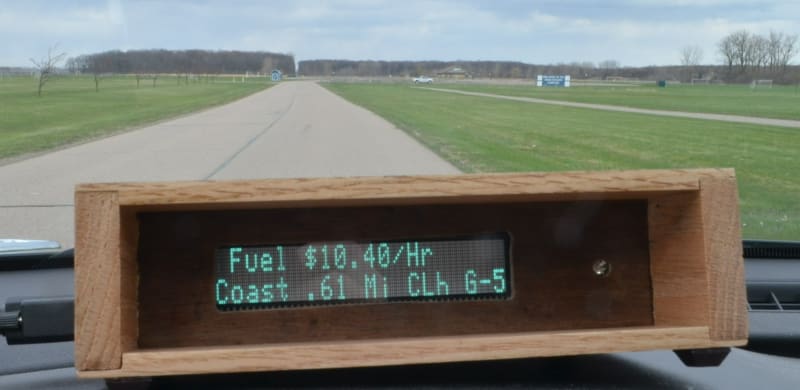 Fuel $10.40/Hr
Coast .61 Mi CLh G-5